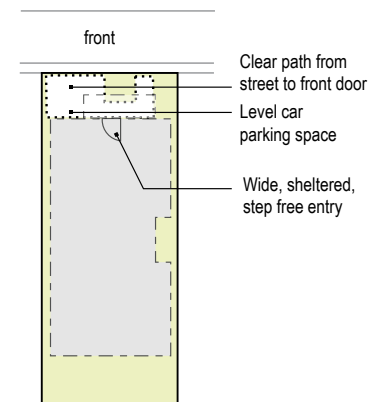 front
Clear path from
street to front door
Level car
parking space
Wide, sheltered,
step free entry